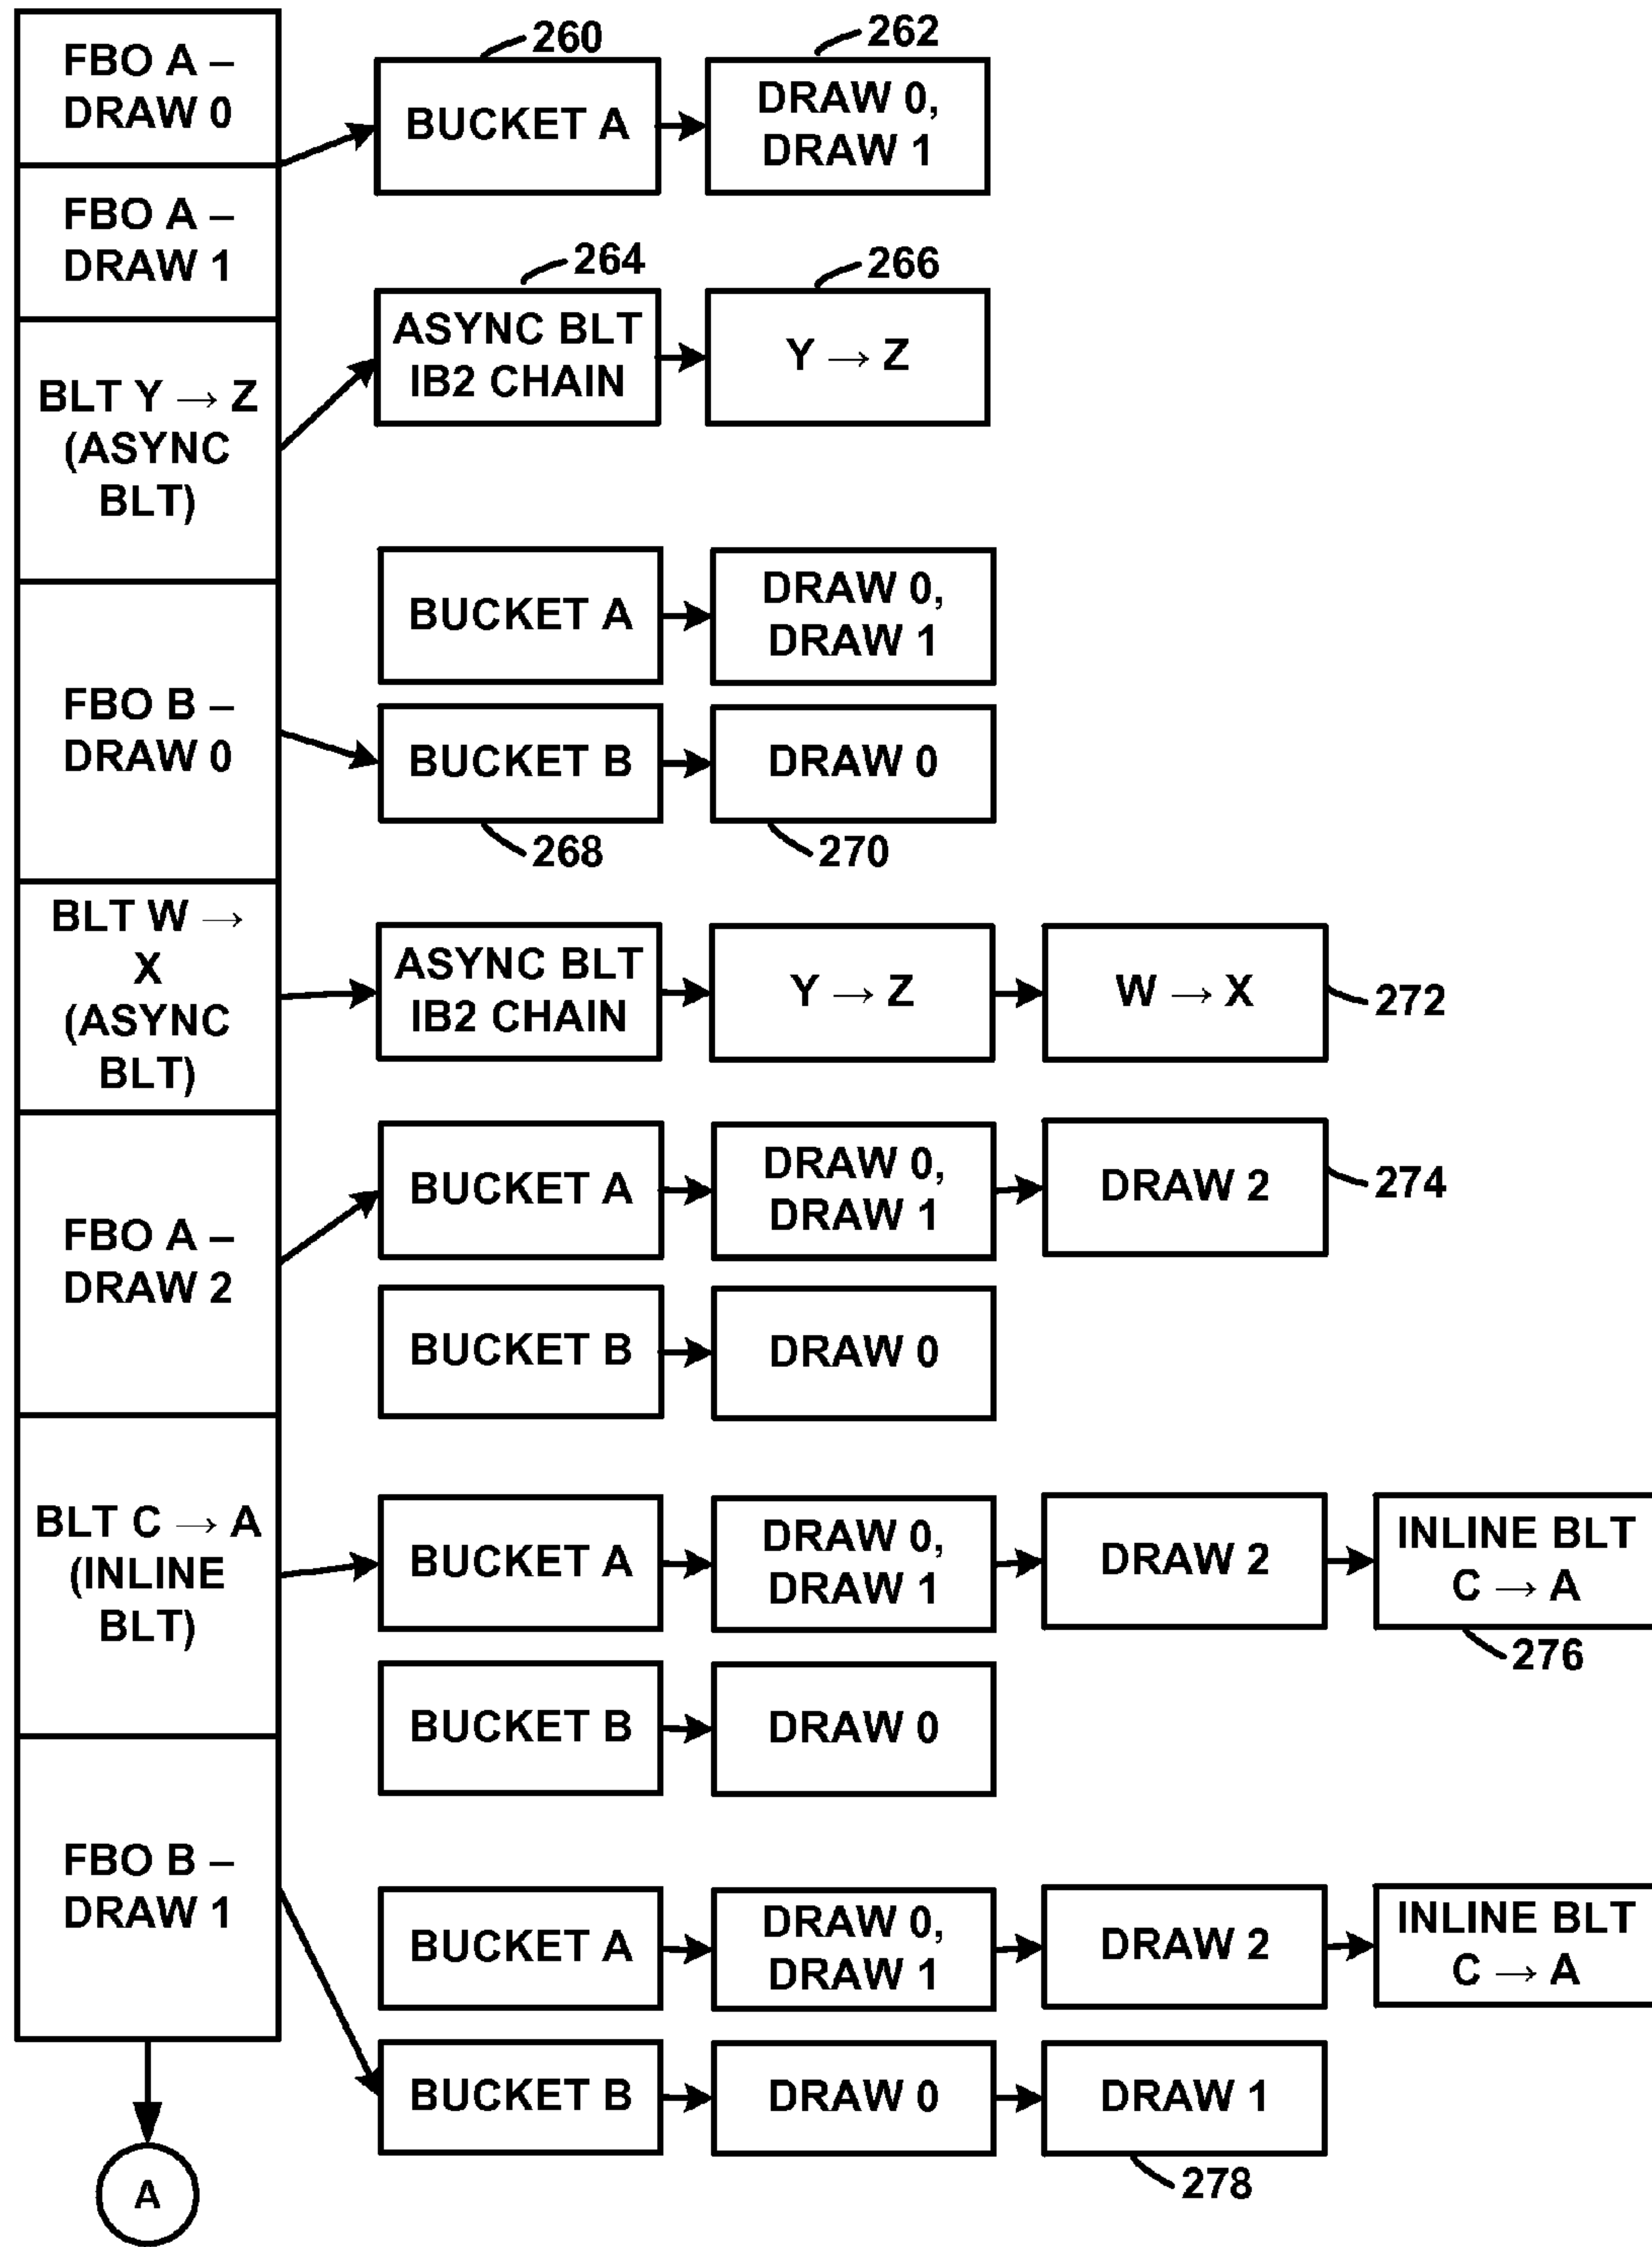 FBO A –
DRAW 0
FBO A –
DRAW 1
260
BUCKET A
262
DRAW 0,
DRAW 1
BLT Y → Z
(ASYNC
BLT)
264
ASYNC BLT
IB2 CHAIN
266
Y → Z
FBO B –
DRAW 0
BUCKET A
DRAW 0,
DRAW 1
BUCKET B
268
DRAW 0
270
BLT W →
X
(ASYNC
BLT)
ASYNC BLT
IB2 CHAIN
Y → Z
W → X
272
FBO A –
DRAW 2
BUCKET A
DRAW 0,
DRAW 1
DRAW 2
274
BUCKET B
DRAW 0
BLT C → A
(INLINE
BLT)
BUCKET A
DRAW 0,
DRAW 1
DRAW 2
INLINE BLT
C → A
276
BUCKET B
DRAW 0
FBO B –
DRAW 1
BUCKET A
DRAW 0,
DRAW 1
DRAW 2
INLINE BLT
C → A
BUCKET B
DRAW 0
DRAW 1
278
A